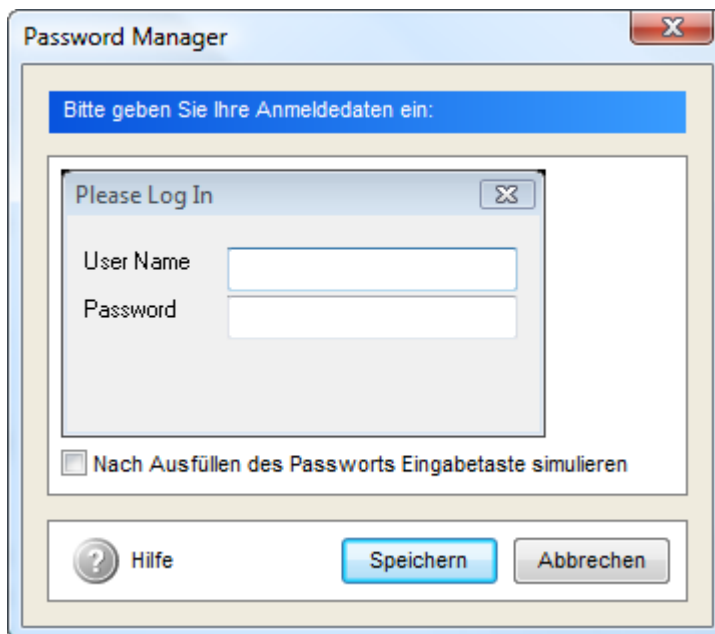 Password Manager
Bitte geben Sie Ihre Anmeldedaten ein:
Please Log In
User Name
Password
Nach Ausfüllen des Passworts Eingabetaste simulieren
? Hilfe Speichern Abbrechen